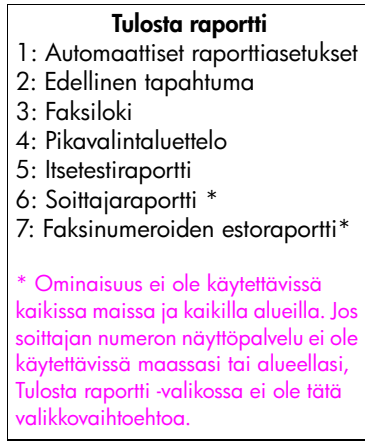 Tulosta raportti
1: Automaattiset raporttiasetukset
2: Edellinen tapahtuma
3: Faksiloki
4: Pikavalintaluettelo
5: Itsetestiraportti
6: Soittajaraportti *
7: Faksinumeroiden estoraportti*
* Ominaisuus ei ole käytettävissä
kaikissa maissa ja kaikilla alueilla. Jos
soittajan numeron näyttöpalvelu ei ole
käytettävissä maassasi tai alueellasi,
Tulosta raportti -valikossa ei ole tätä
valikkovaihtoehtoa.